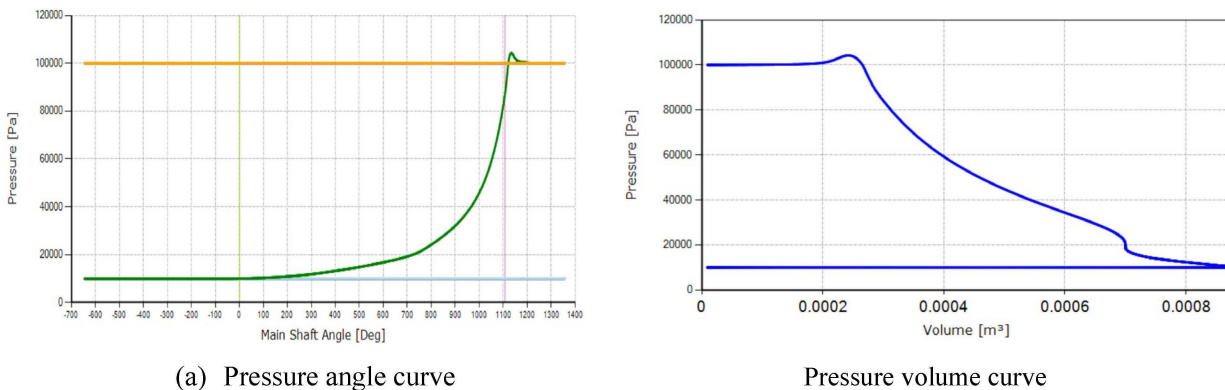 120000
100000
80000
60000
40000
20000
0
Pressure [Pa]
-700 -600 -500 -400 -300 -200 -100 0 100 200 300 400 500 600 700 800 900 1000 1100 1200 1300 1400
Main Shaft Angle [Deg]
(a) Pressure angle curve
120000
100000
80000
60000
40000
20000
0
Pressure [Pa]
0 0.0002 0.0004 0.0006 0.0008
Volume [m³]
Pressure volume curve